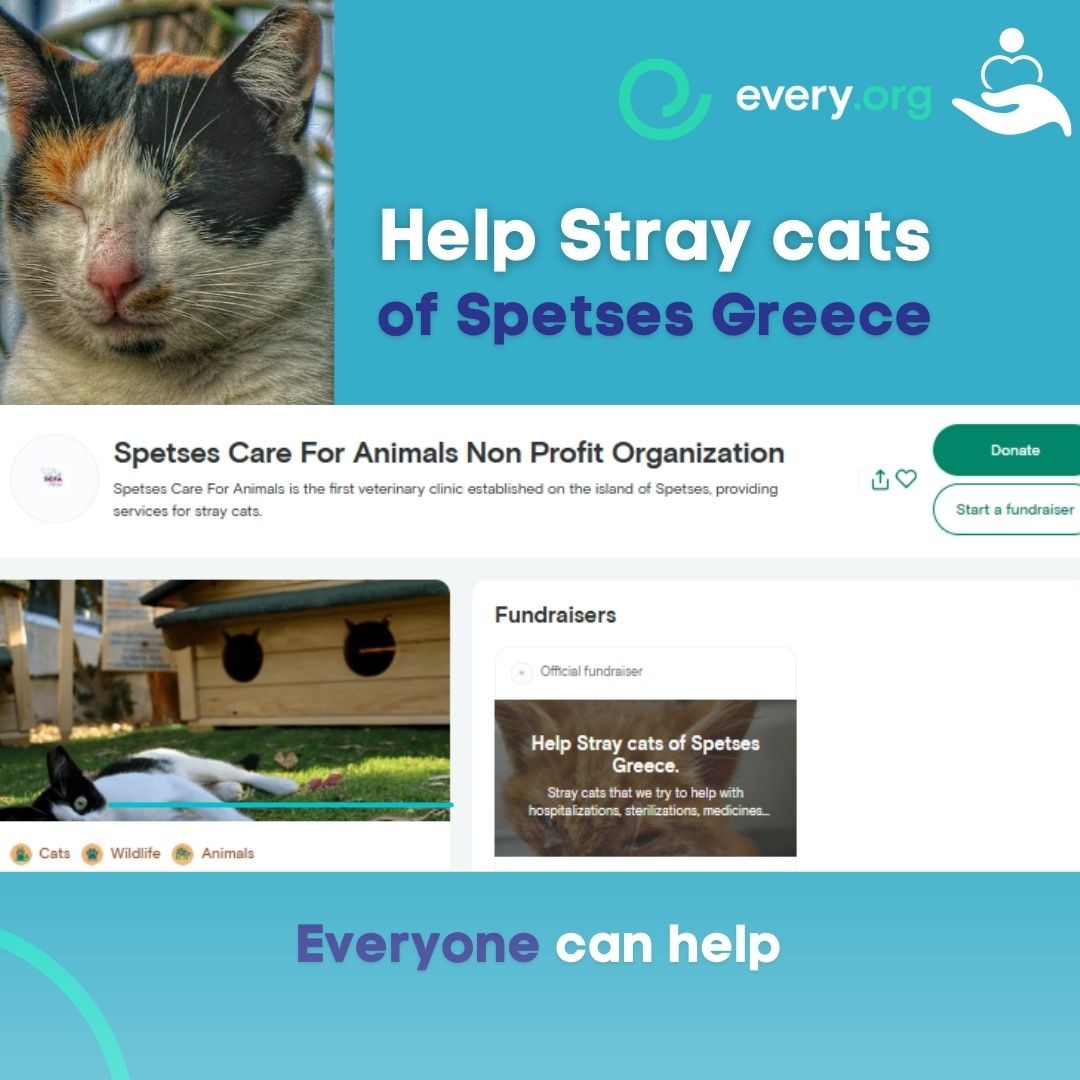 every.org
Help Stray cats
of Spetses Greece
Spetses Care For Animals Non Profit Organization
Spetses Care For Animals is the first veterinary clinic established on the island of Spetses, providing
services for stray cats.
Donate
Start a fundraiser
Fundraisers
Official fundraiser
Help Stray cats of Spetses
Greece.
Stray cats that we try to help with
hospitalizations, sterilizations, medicines...
Cats
Wildlife
Animals
Everyone can help